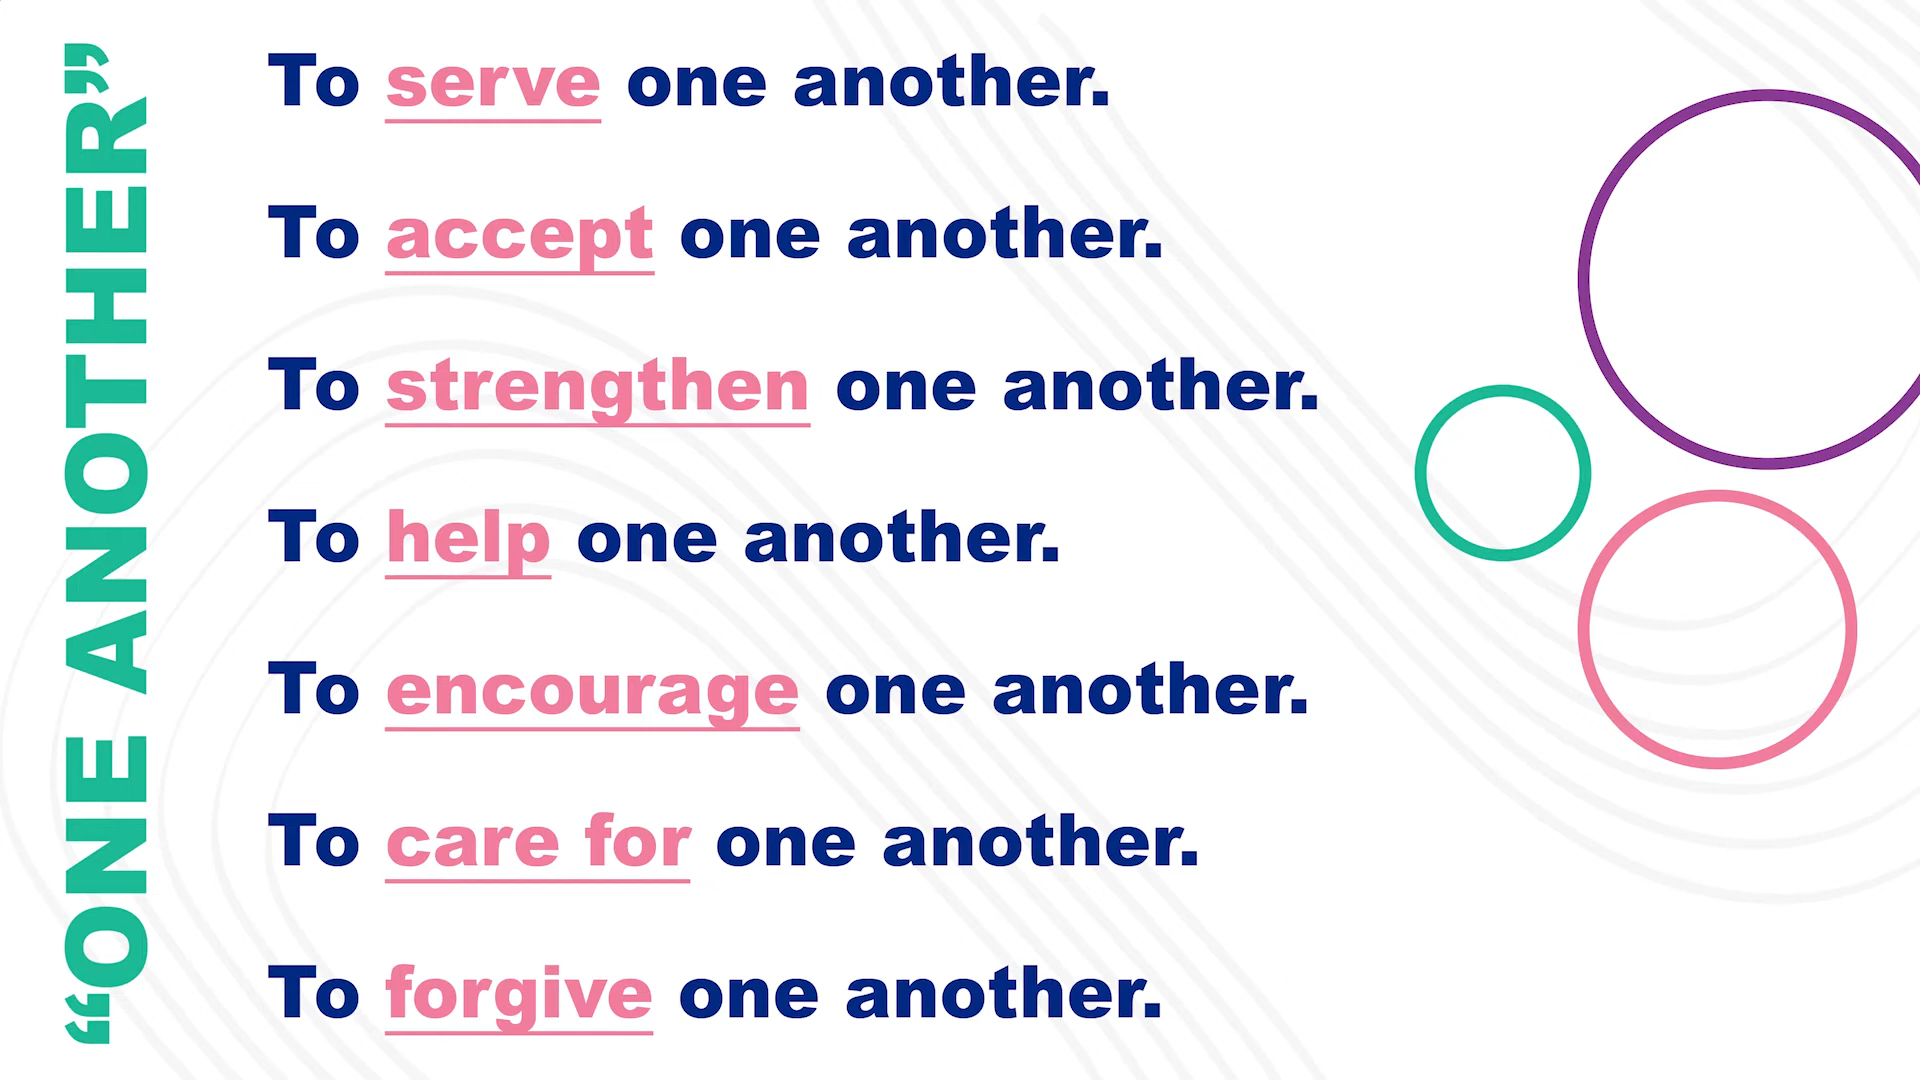 “ONE ANOTHER”
To serve one another.
To accept one another.
To strengthen one another.
To help one another.
To encourage one another.
To care for one another.
To forgive one another.